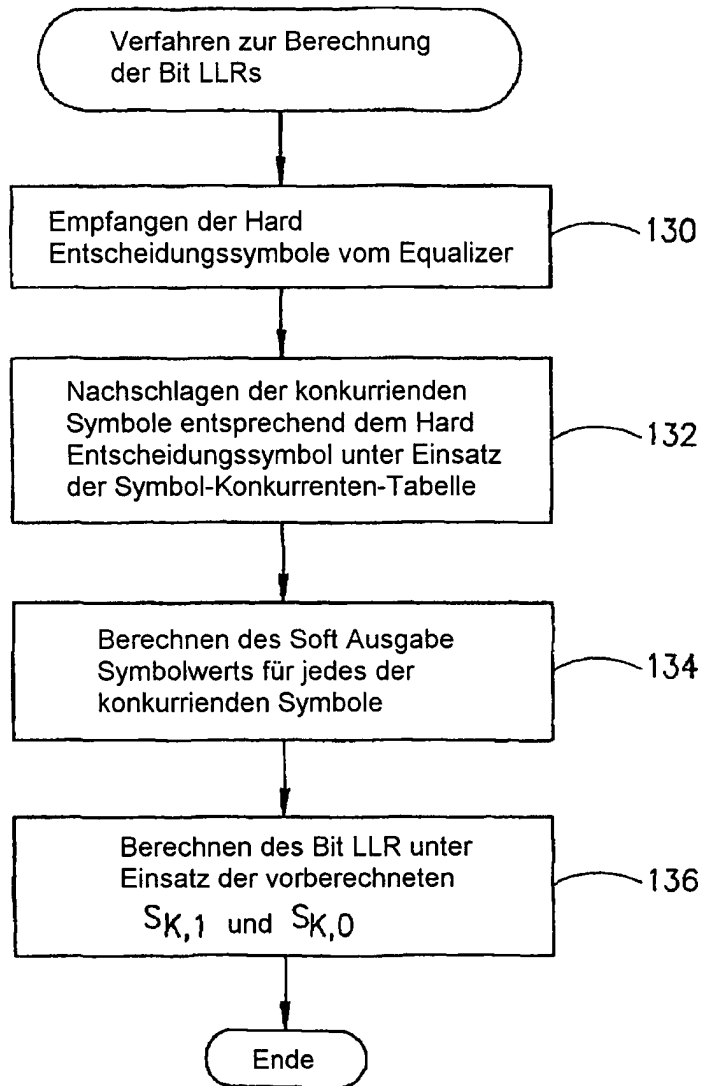 Verfahren zur Berechnung
der Bit LLRs
Empfangen der Hard
Entscheidungssymbole vom Equalizer
130
Nachschlagen der konkurrienden
Symbole entsprechend dem Hard
Entscheidungssymbol unter Einsatz
der Symbol-Konkurrenten-Tabelle
132
Berechnen des Soft Ausgabe
Symbolwerts für jedes der
konkurrienden Symbole
134
Berechnen des Bit LLR unter
Einsatz der vorberechneten
SK,1 und SK,0
136
Ende